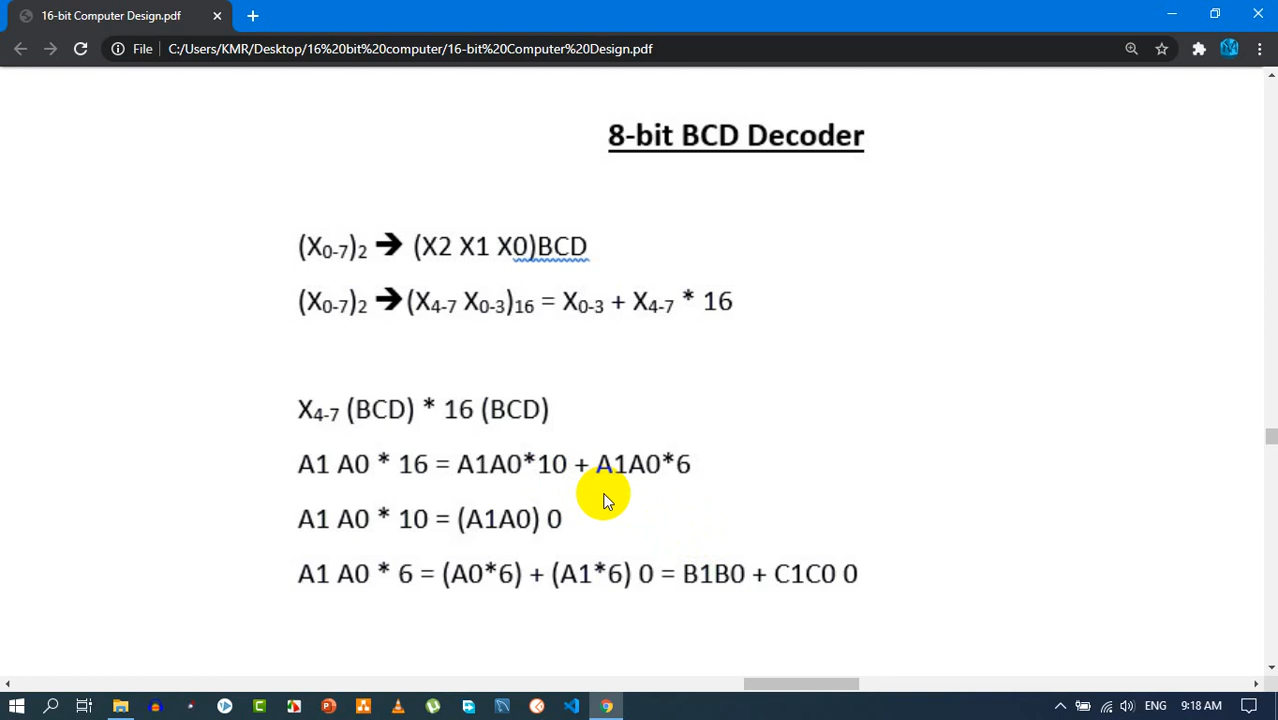 16-bit Computer Design.pdf
File C:/Users/KMR/Desktop/16%20bit%20computer/16-bit%20Computer%20Design.pdf
8-bit BCD Decoder
(X0-7)2 → (X2 X1 X0)BCD
(X0-7)2 →(X4-7 X0-3)16 = X0-3 + X4-7 * 16
X4-7 (BCD) * 16 (BCD)
A1 A0 * 16 = A1A0*10 + A1A0*6
A1 A0 * 10 = (A1A0) 0
A1 A0 * 6 = (A0*6) + (A1*6) 0 = B1B0 + C1C0 0
ENG 9:18 AM